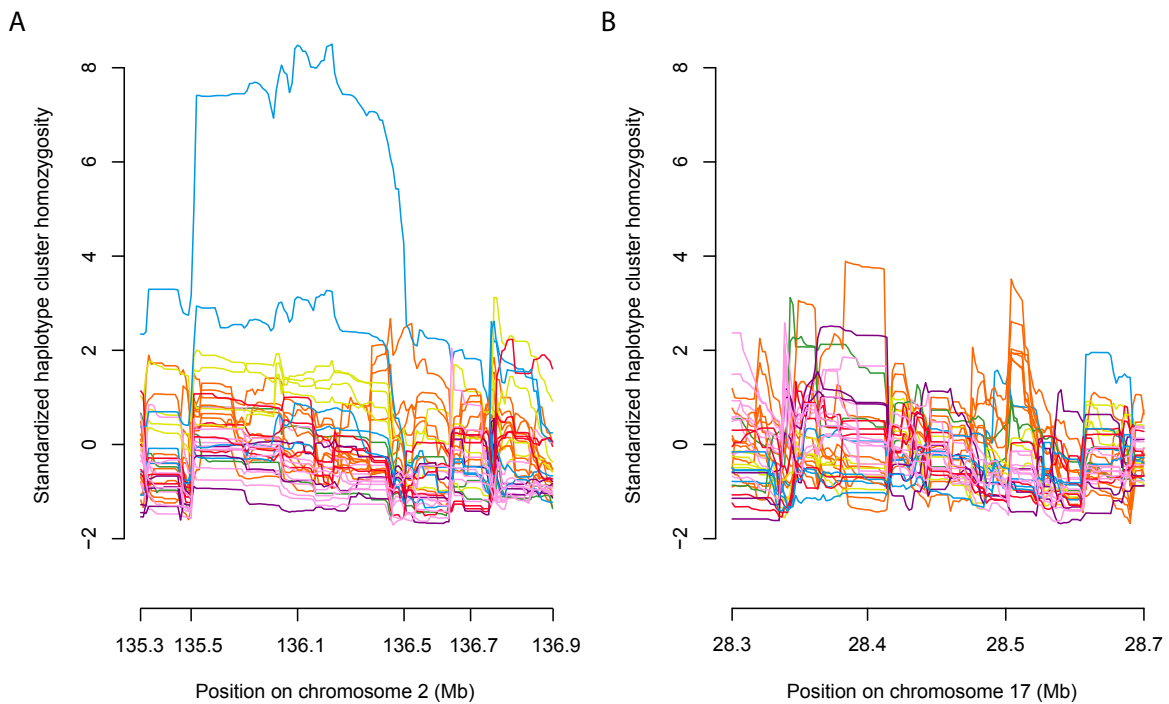 A
Standardized haplotype cluster homozygosity
8
6
4
2
0
−2
135.3 135.5 136.1 136.5 136.7 136.9
Position on chromosome 2 (Mb)
B
Standardized haplotype cluster homozygosity
8
6
4
2
0
−2
28.3 28.4 28.5 28.7
Position on chromosome 17 (Mb)